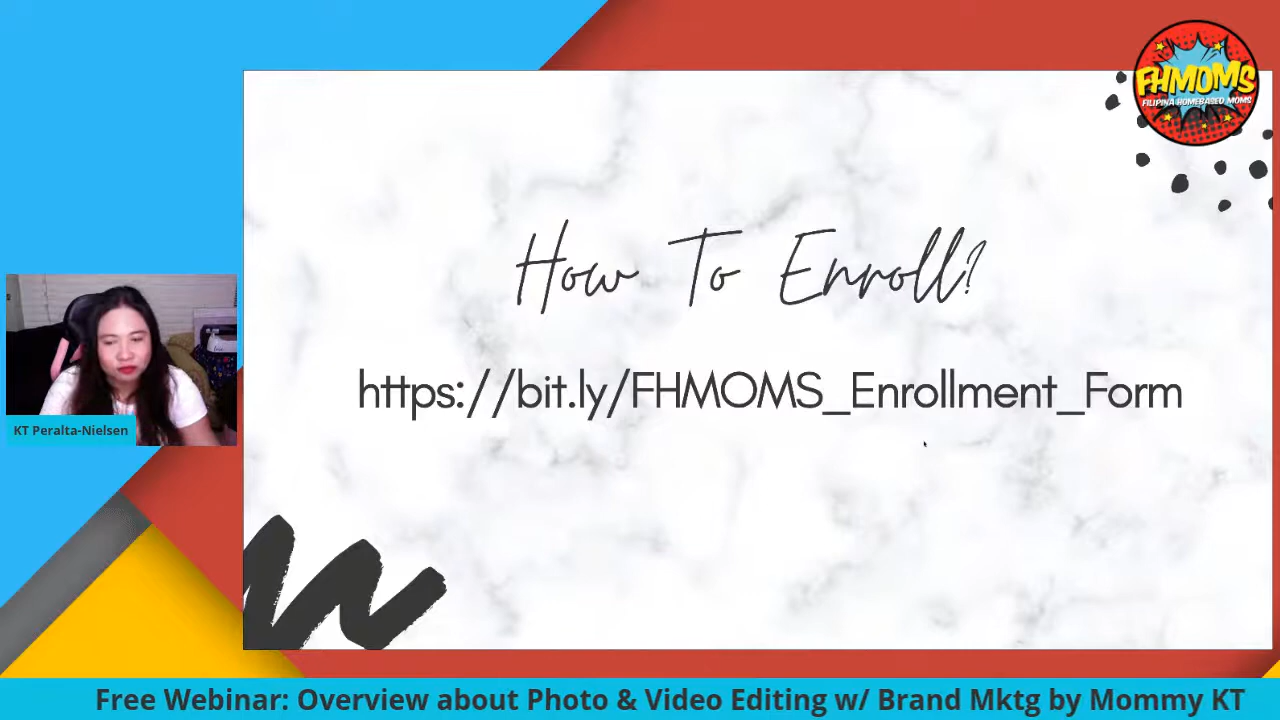 FHMOMS
FILIPINA HOMEBASED MOMS
How To Enroll?
https://bit.ly/FHMOMS_Enrollment_Form
KT Peralta-Nielsen
Free Webinar: Overview about Photo & Video Editing w/ Brand Mktg by Mommy KT